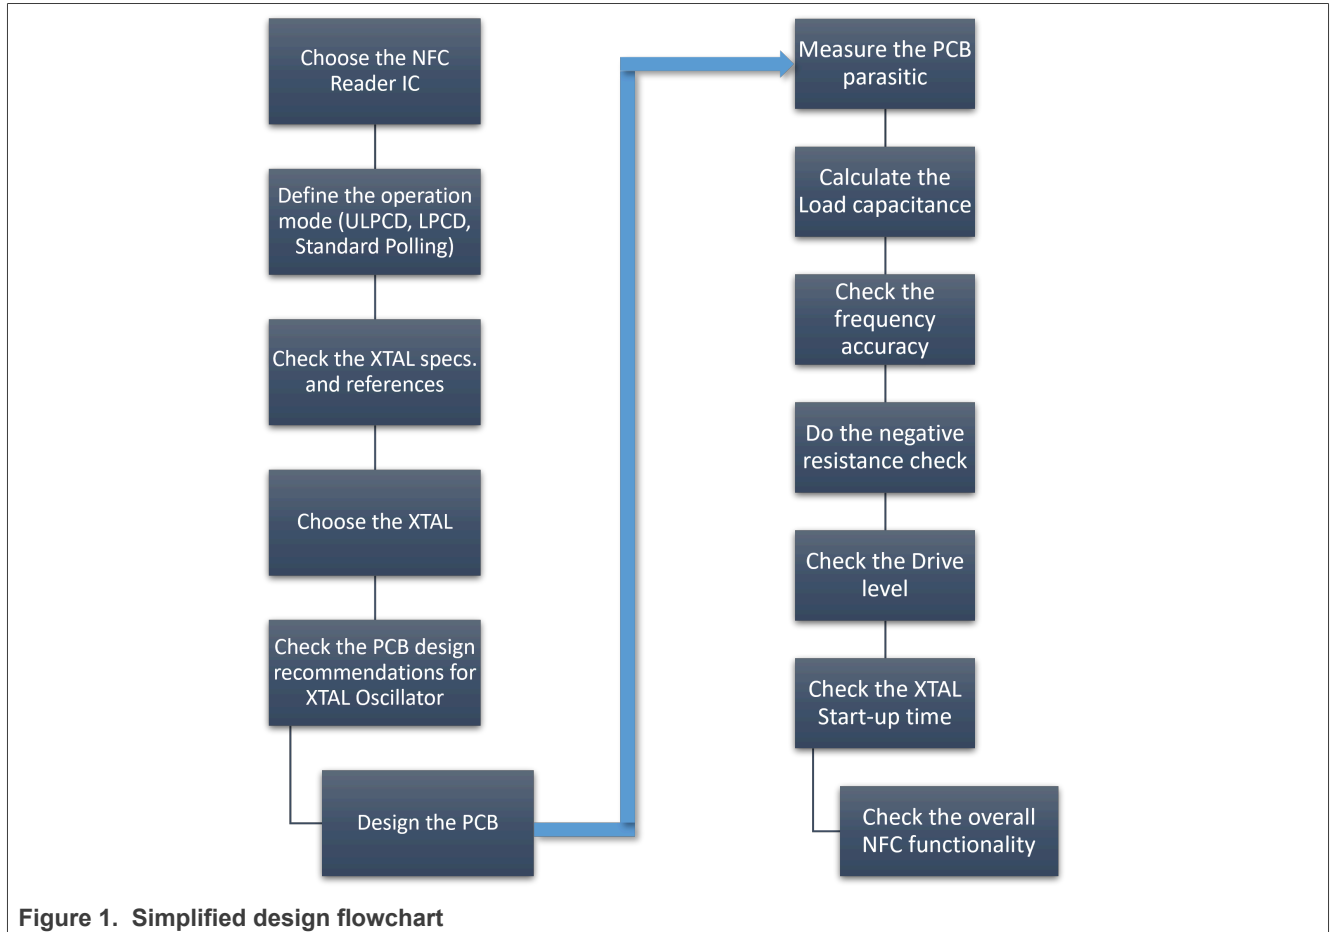 Choose the NFC
Reader IC
Define the operation
mode (ULPCD, LPCD,
Standard Polling)
Check the XTAL specs.
and references
Choose the XTAL
Check the PCB design
recommendations for
XTAL Oscillator
Design the PCB
Measure the PCB
parasitic
Calculate the
Load capacitance
Check the
frequency
accuracy
Do the negative
resistance check
Check the Drive
level
Check the XTAL
Start-up time
Check the overall
NFC functionality
Figure 1. Simplified design flowchart